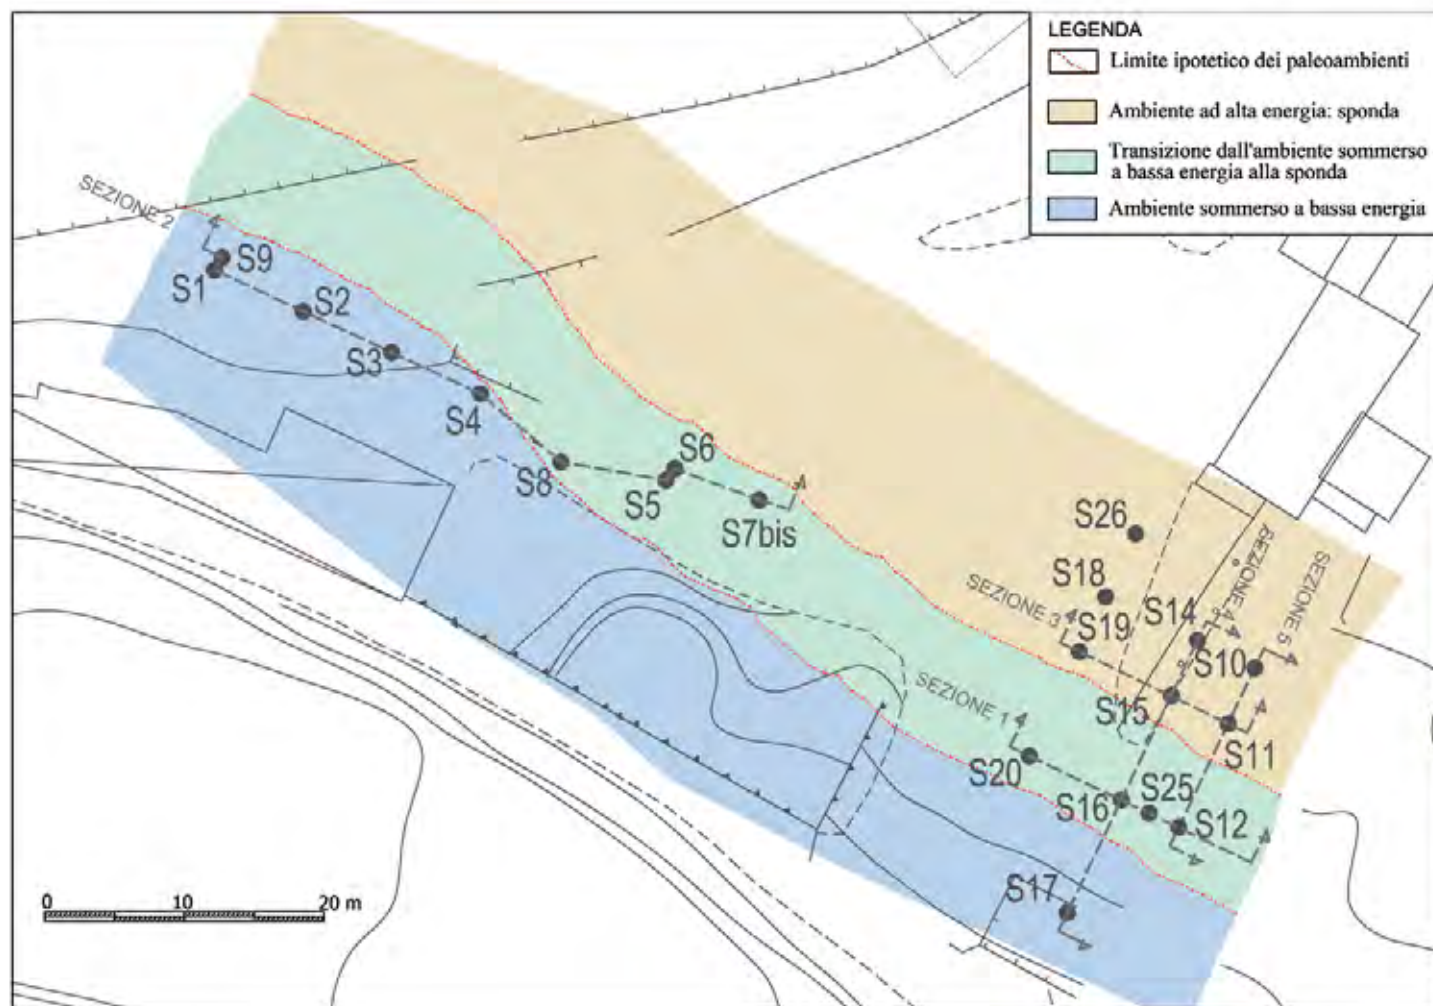 LEGENDA
Limite ipotetico dei paleoambienti
Ambiente ad alta energia: sponda
Transizione dall'ambiente sommerso
a bassa energia alla sponda
Ambiente sommerso a bassa energia
SEZIONE 2
S9
S1
S2
S3
S4
S6
S8
S5
S7bis
S26
SEZIONE 4
SEZIONE 5
S18
SEZIONE 3
S19
S14
S10
S15
S11
SEZIONE 1
S20
S25
S16
S12
S17
0 10 20 m